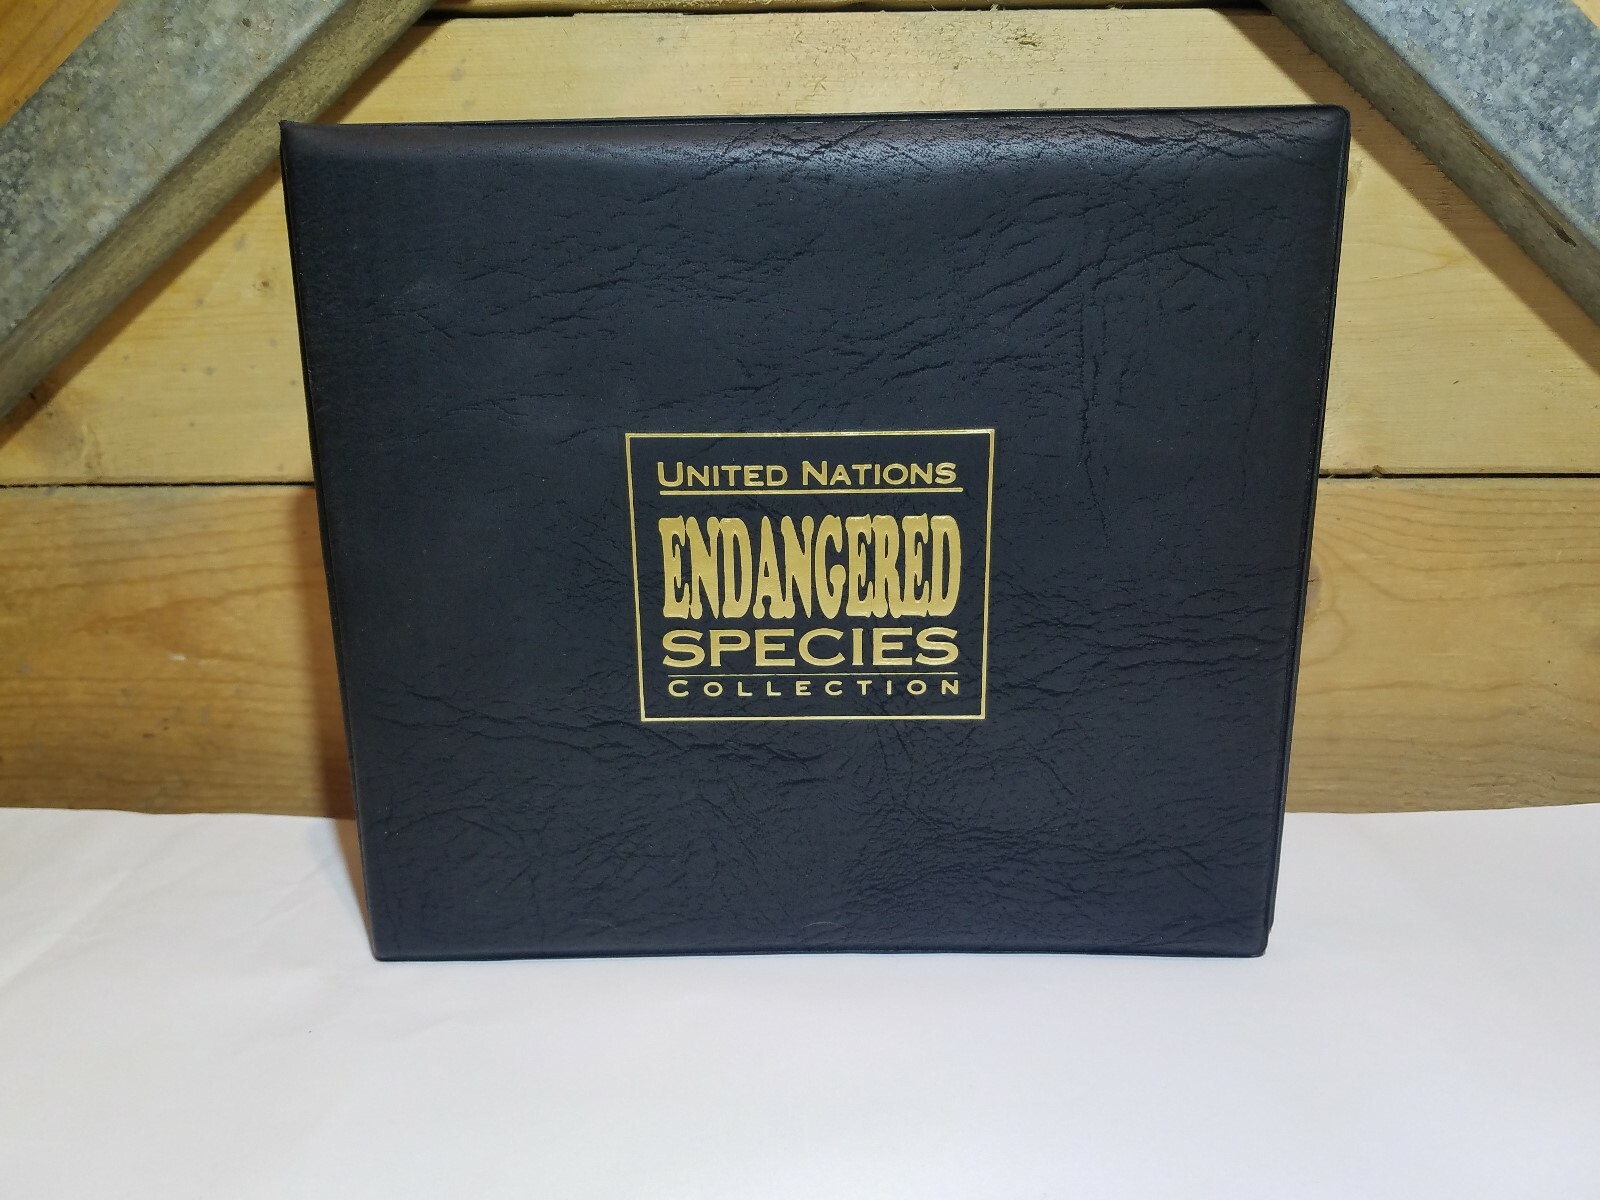 UNITED NATIONS
ENDANGERED
SPECIES
COLLECTION